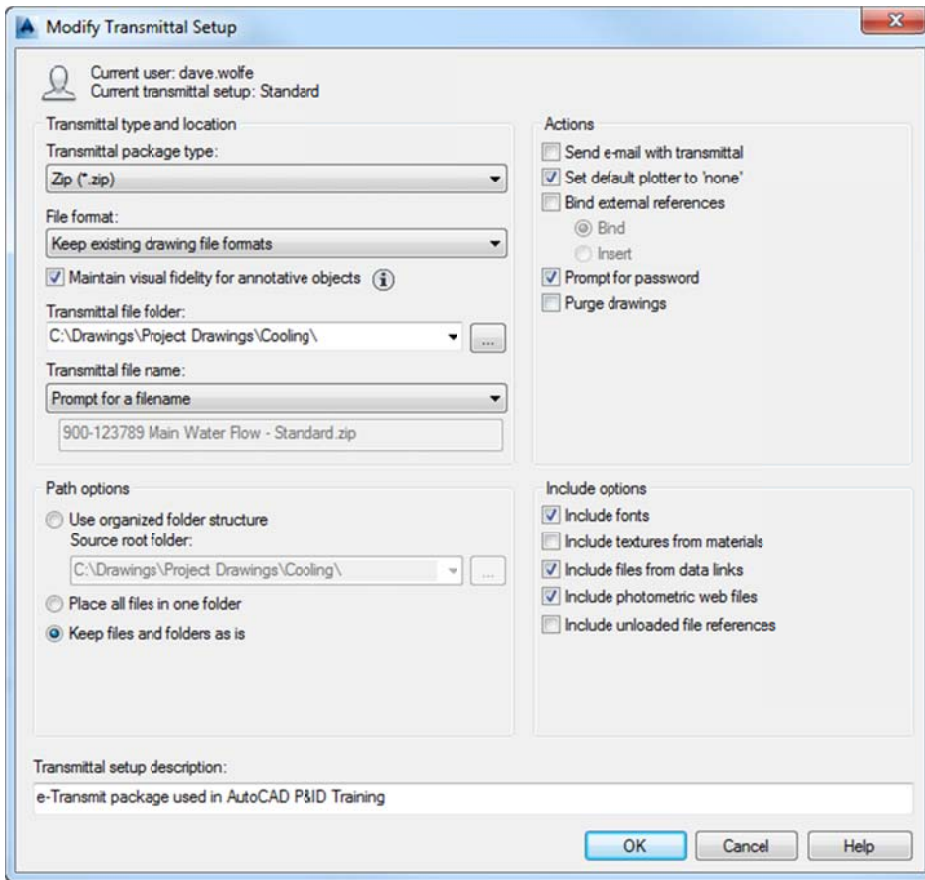 Modify Transmittal Setup
Current user: dave.wolfe
Current transmittal setup: Standard
Transmittal type and location
Transmittal package type:
Zip (*.zip)
File format:
Keep existing drawing file formats
Maintain visual fidelity for annotative objects
Transmittal file folder:
C:\Drawings\Project Drawings\Cooling\
...
Transmittal file name:
Prompt for a filename
900-123789 Main Water Flow - Standard.zip
Actions
Send e-mail with transmittal
Set default plotter to 'none'
Bind external references
Bind
Insert
Prompt for password
Purge drawings
Path options
Use organized folder structure
Source root folder:
C:\Drawings\Project Drawings\Cooling\
...
Place all files in one folder
Keep files and folders as is
Include options
Include fonts
Include textures from materials
Include files from data links
Include photometric web files
Include unloaded file references
Transmittal setup description:
e-Transmit package used in AutoCAD P&ID Training
OK
Cancel
Help